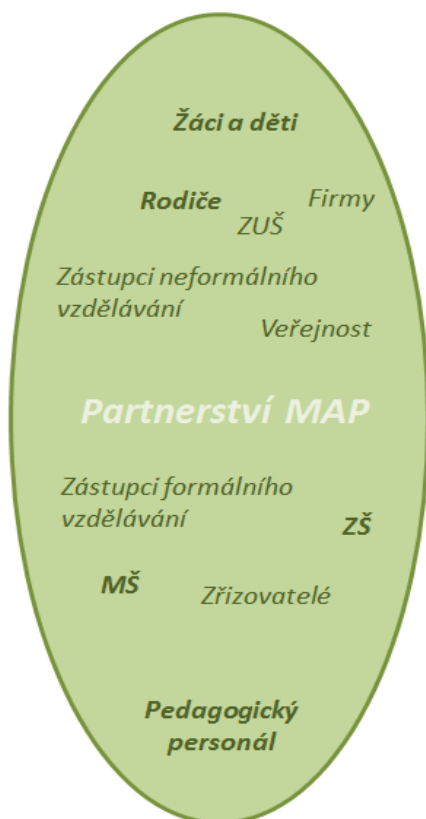 Žáci a děti
Rodiče
Firmy
ZUŠ
Zástupci neformálního
vzdělávání
Veřejnost
Partnerství MAP
Zástupci formálního
vzdělávání
ZŠ
MŠ
Zřizovatelé
Pedagogický
personál